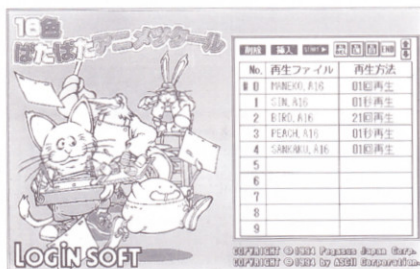 16色
ぱたぱたアニメツール
LOGiN SOFT
削除 挿入 START END
No. 再生ファイル 再生方法
0 MANEKO.A16 01回再生
1 SIN.A16 01秒再生
2 BIRD.A16 21回再生
3 PEACH.A16 01秒再生
4 SANKAKU.A16 01回再生
5
6
7
8
9
COPYRIGHT ©1994 Pegasus Japan Corp.
COPYRIGHT ©1994 by ASCII Corporation.